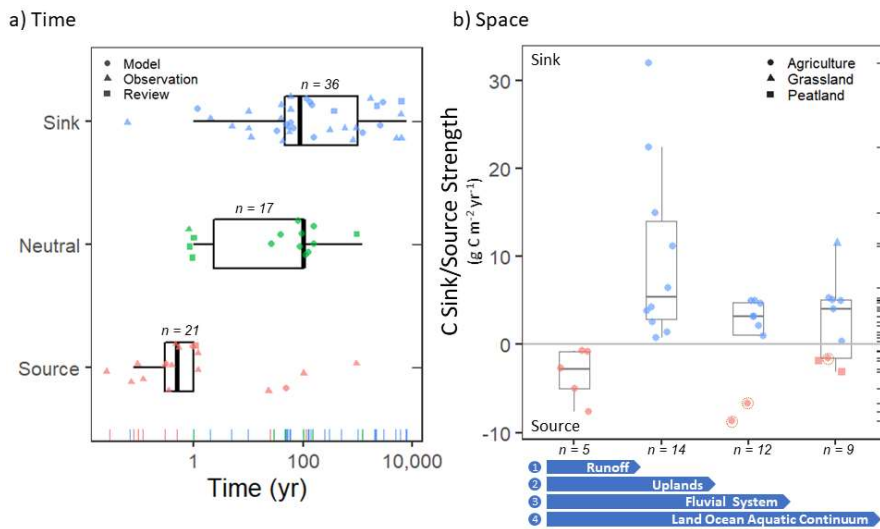 a) Time
Model
Observation
Review
n = 36
Sink
n = 17
Neutral
n = 21
Source
1
100
10,000
Time (yr)
b) Space
Sink
Agriculture
Grassland
Peatland
C Sink/Source Strength
(g C m⁻² yr⁻¹)
30
20
10
0
-10
Source
n = 5
n = 14
n = 12
n = 9
1 Runoff
2 Uplands
3 Fluvial System
4 Land Ocean Aquatic Continuum